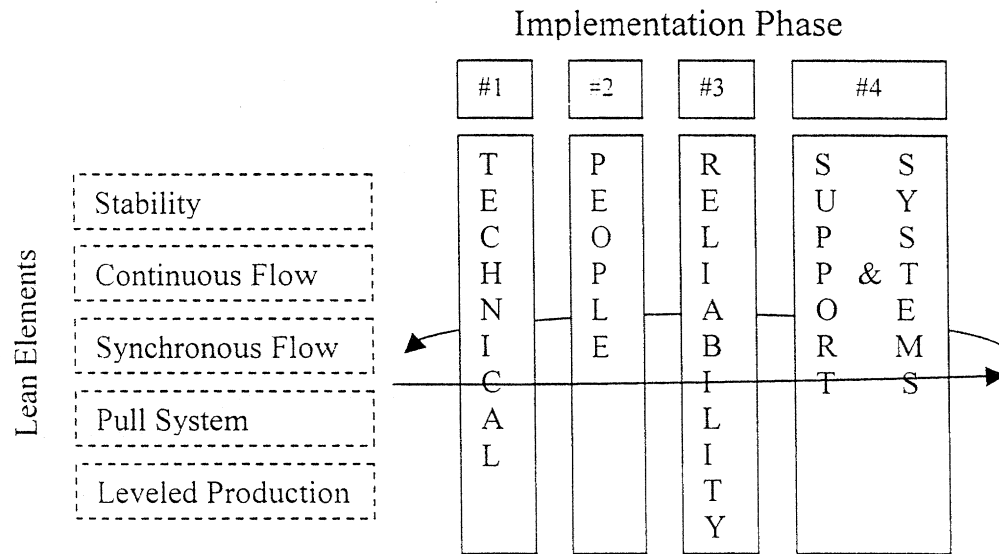 Implementation Phase
#1
=2
#3
#4
TECHNICAL
PEOPLE
RELIABILITY
SUPPORT
&
SYSTEMS
Lean Elements
Stability
Continuous Flow
Synchronous Flow
Pull System
Leveled Production